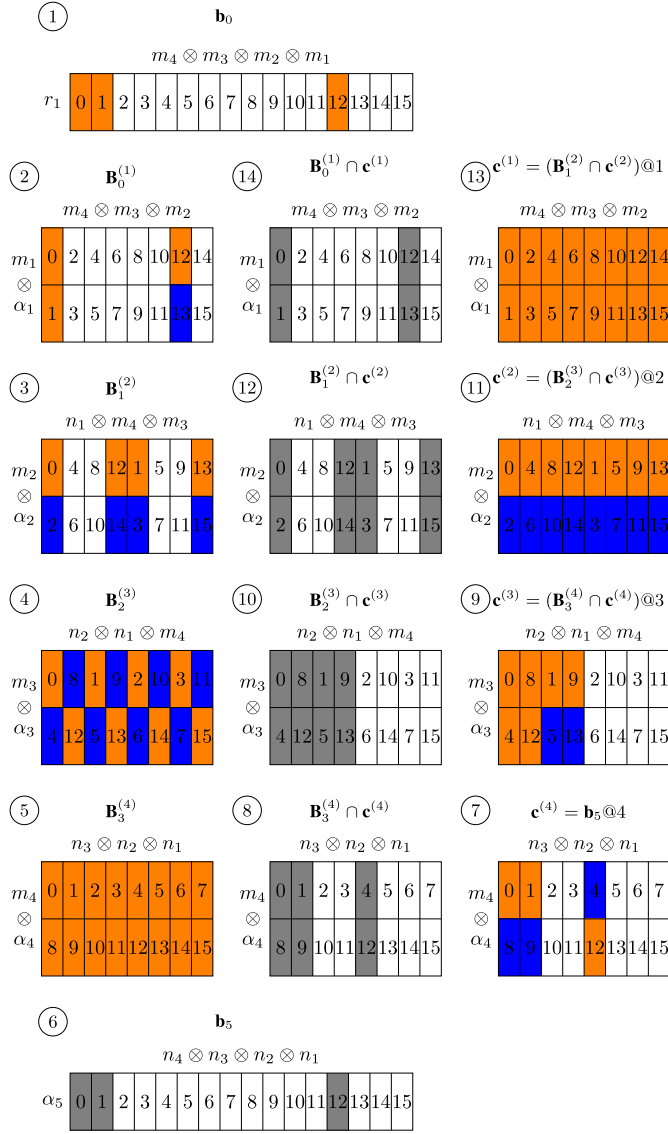 1 𝐛₀
m₄ ⊗ m₃ ⊗ m₂ ⊗ m₁
r₁ 0 1 2 3 4 5 6 7 8 9 10 11 12 13 14 15
2 𝐁₀⁽¹⁾
m₄ ⊗ m₃ ⊗ m₂
m₁ ⊗ α₁
0 2 4 6 8 10 12 14
1 3 5 7 9 11 13 15
14 𝐁₀⁽¹⁾ ∩ 𝐜⁽¹⁾
m₄ ⊗ m₃ ⊗ m₂
m₁ ⊗ α₁
0 2 4 6 8 10 12 14
1 3 5 7 9 11 13 15
13 𝐜⁽¹⁾ = (𝐁₁⁽²⁾ ∩ 𝐜⁽²⁾)@1
m₄ ⊗ m₃ ⊗ m₂
m₁ ⊗ α₁
0 2 4 6 8 10 12 14
1 3 5 7 9 11 13 15
3 𝐁₁⁽²⁾
n₁ ⊗ m₄ ⊗ m₃
m₂ ⊗ α₂
0 4 8 12 1 5 9 13
2 6 10 14 3 7 11 15
12 𝐁₁⁽²⁾ ∩ 𝐜⁽²⁾
n₁ ⊗ m₄ ⊗ m₃
m₂ ⊗ α₂
0 4 8 12 1 5 9 13
2 6 10 14 3 7 11 15
11 𝐜⁽²⁾ = (𝐁₂⁽³⁾ ∩ 𝐜⁽³⁾)@2
n₁ ⊗ m₄ ⊗ m₃
m₂ ⊗ α₂
0 4 8 12 1 5 9 13
2 6 10 14 3 7 11 15
4 𝐁₂⁽³⁾
n₂ ⊗ n₁ ⊗ m₄
m₃ ⊗ α₃
0 8 1 9 2 10 3 11
4 12 5 13 6 14 7 15
10 𝐁₂⁽³⁾ ∩ 𝐜⁽³⁾
n₂ ⊗ n₁ ⊗ m₄
m₃ ⊗ α₃
0 8 1 9 2 10 3 11
4 12 5 13 6 14 7 15
9 𝐜⁽³⁾ = (𝐁₃⁽⁴⁾ ∩ 𝐜⁽⁴⁾)@3
n₂ ⊗ n₁ ⊗ m₄
m₃ ⊗ α₃
0 8 1 9 2 10 3 11
4 12 5 13 6 14 7 15
5 𝐁₃⁽⁴⁾
n₃ ⊗ n₂ ⊗ n₁
m₄ ⊗ α₄
0 1 2 3 4 5 6 7
8 9 10 11 12 13 14 15
8 𝐁₃⁽⁴⁾ ∩ 𝐜⁽⁴⁾
n₃ ⊗ n₂ ⊗ n₁
m₄ ⊗ α₄
0 1 2 3 4 5 6 7
8 9 10 11 12 13 14 15
7 𝐜⁽⁴⁾ = 𝐛₅@4
n₃ ⊗ n₂ ⊗ n₁
m₄ ⊗ α₄
0 1 2 3 4 5 6 7
8 9 10 11 12 13 14 15
6 𝐛₅
n₄ ⊗ n₃ ⊗ n₂ ⊗ n₁
α₅ 0 1 2 3 4 5 6 7 8 9 10 11 12 13 14 15